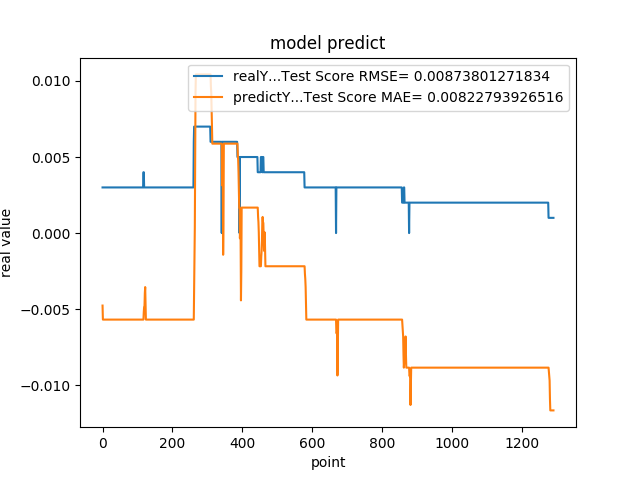 model predict
realY...Test Score RMSE= 0.00873801271834
predictY...Test Score MAE= 0.00822793926516
real value
0.010
0.005
0.000
−0.005
−0.010
0 200 400 600 800 1000 1200
point